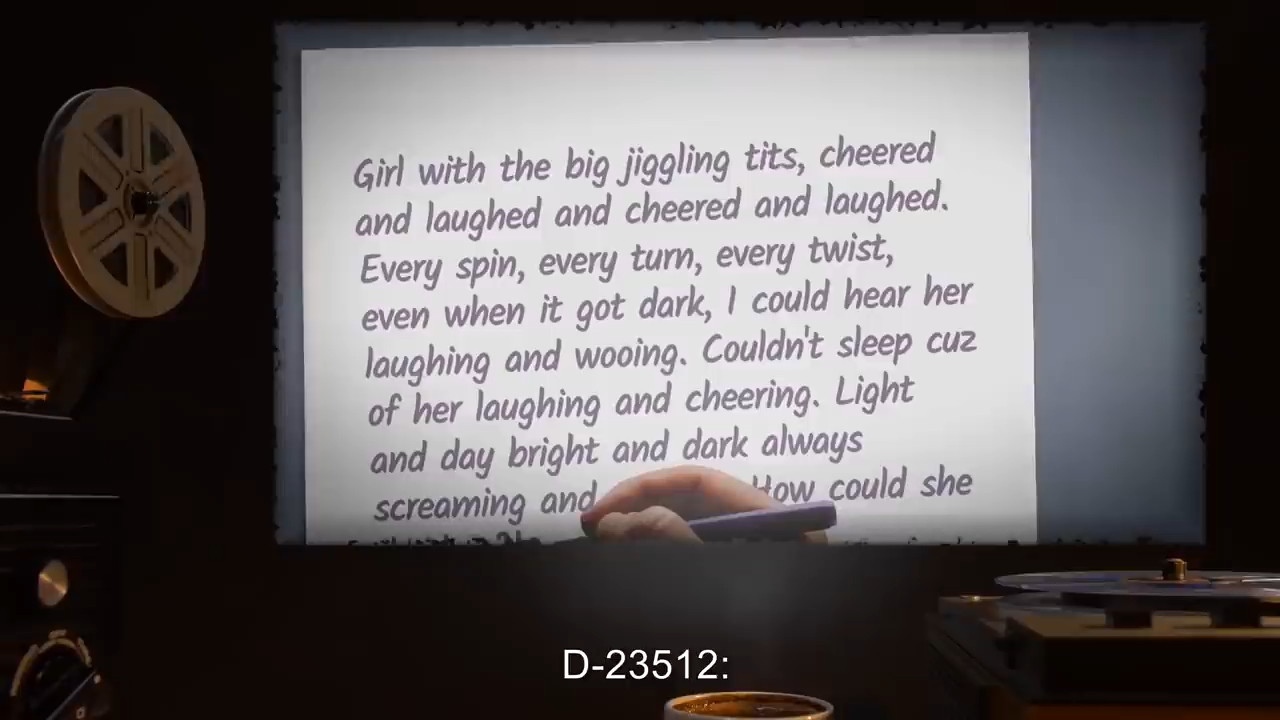 Girl with the big jiggling tits, cheered
and laughed and cheered and laughed.
Every spin, every turn, every twist,
even when it got dark, I could hear her
laughing and wooing. Couldn't sleep cuz
of her laughing and cheering. Light
and day bright and dark always
screaming and How could she
D-23512: